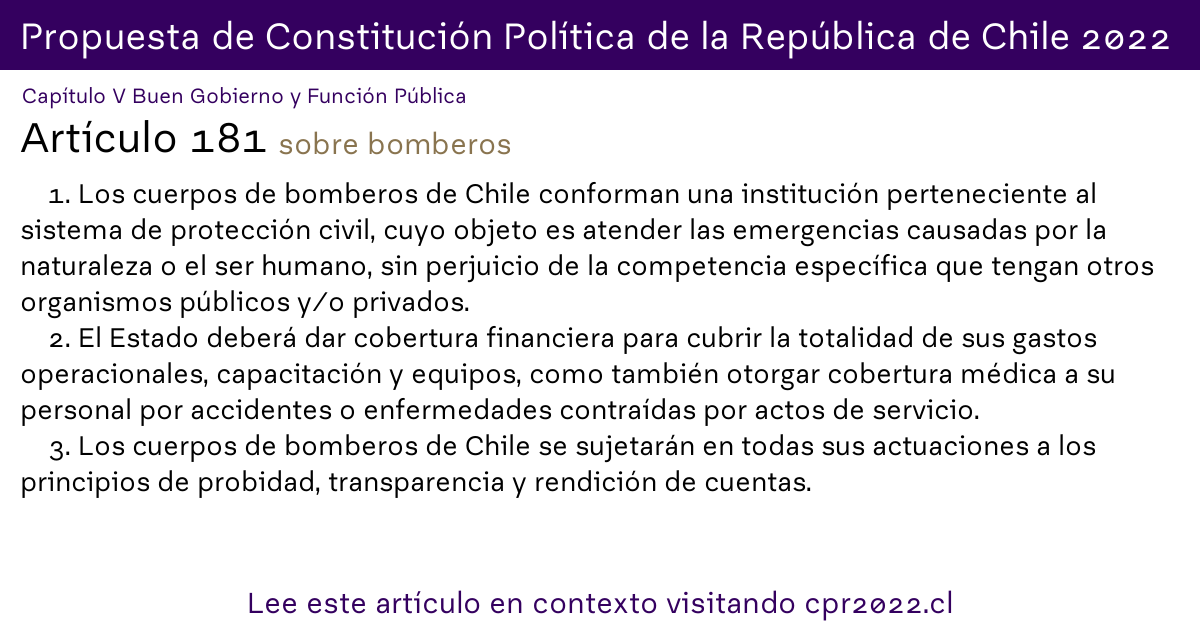 Propuesta de Constitución Política de la República de Chile 2022
Capítulo V Buen Gobierno y Función Pública
Artículo 181 sobre bomberos
1. Los cuerpos de bomberos de Chile conforman una institución perteneciente al
sistema de protección civil, cuyo objeto es atender las emergencias causadas por la
naturaleza o el ser humano, sin perjuicio de la competencia específica que tengan otros
organismos públicos y/o privados.
2. El Estado deberá dar cobertura financiera para cubrir la totalidad de sus gastos
operacionales, capacitación y equipos, como también otorgar cobertura médica a su
personal por accidentes o enfermedades contraídas por actos de servicio.
3. Los cuerpos de bomberos de Chile se sujetarán en todas sus actuaciones a los
principios de probidad, transparencia y rendición de cuentas.
Lee este artículo en contexto visitando cpr2022.cl